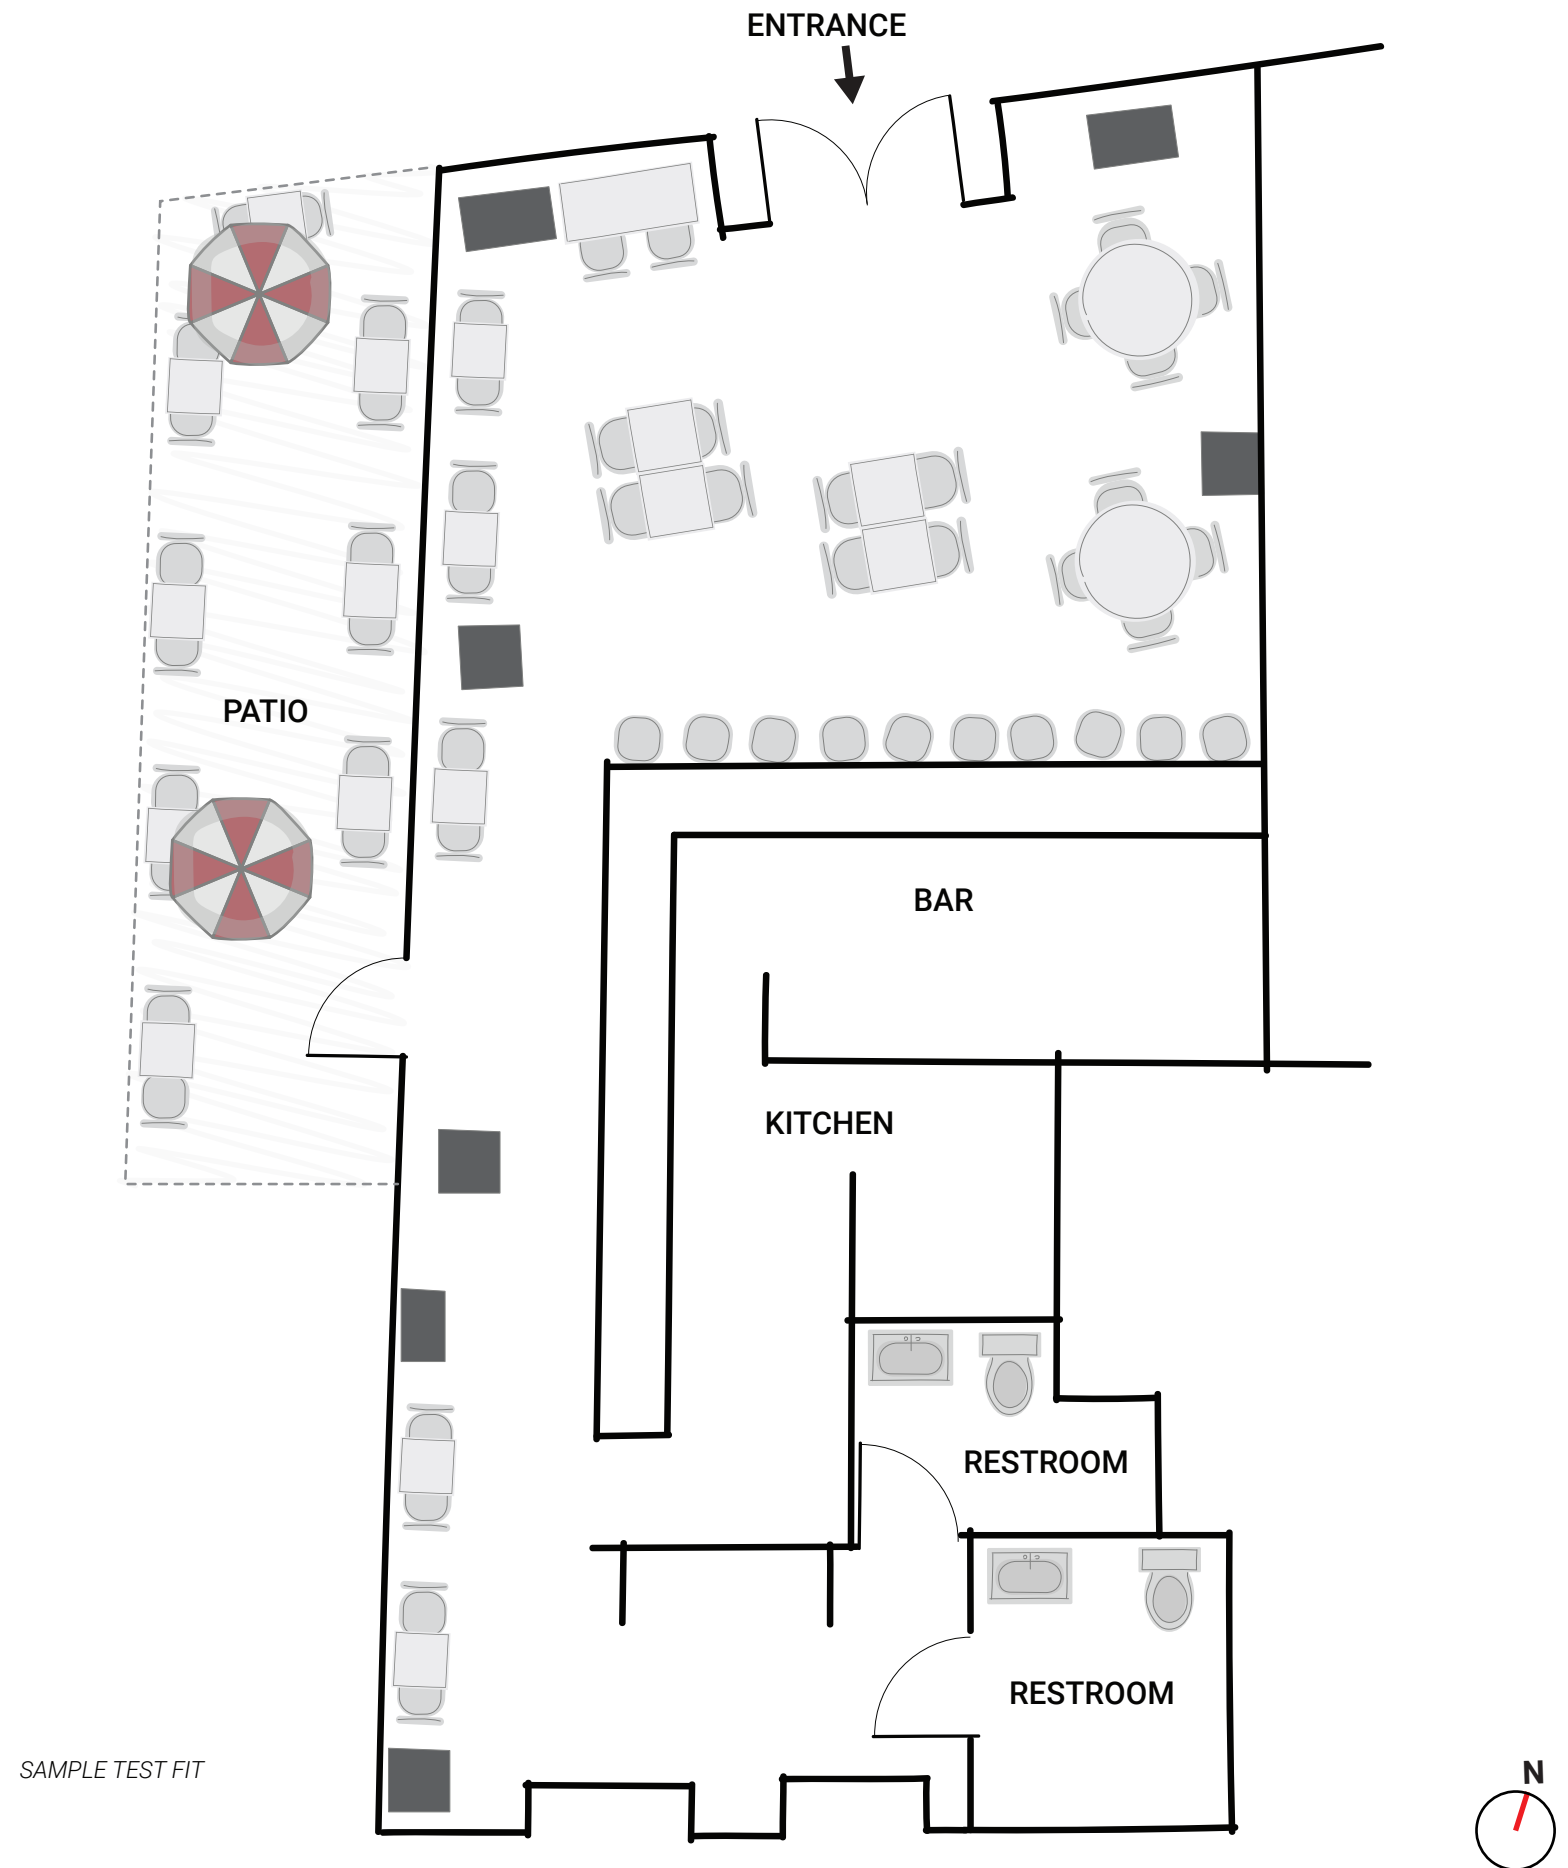 ENTRANCE
PATIO
BAR
KITCHEN
RESTROOM
RESTROOM
SAMPLE TEST FIT
N